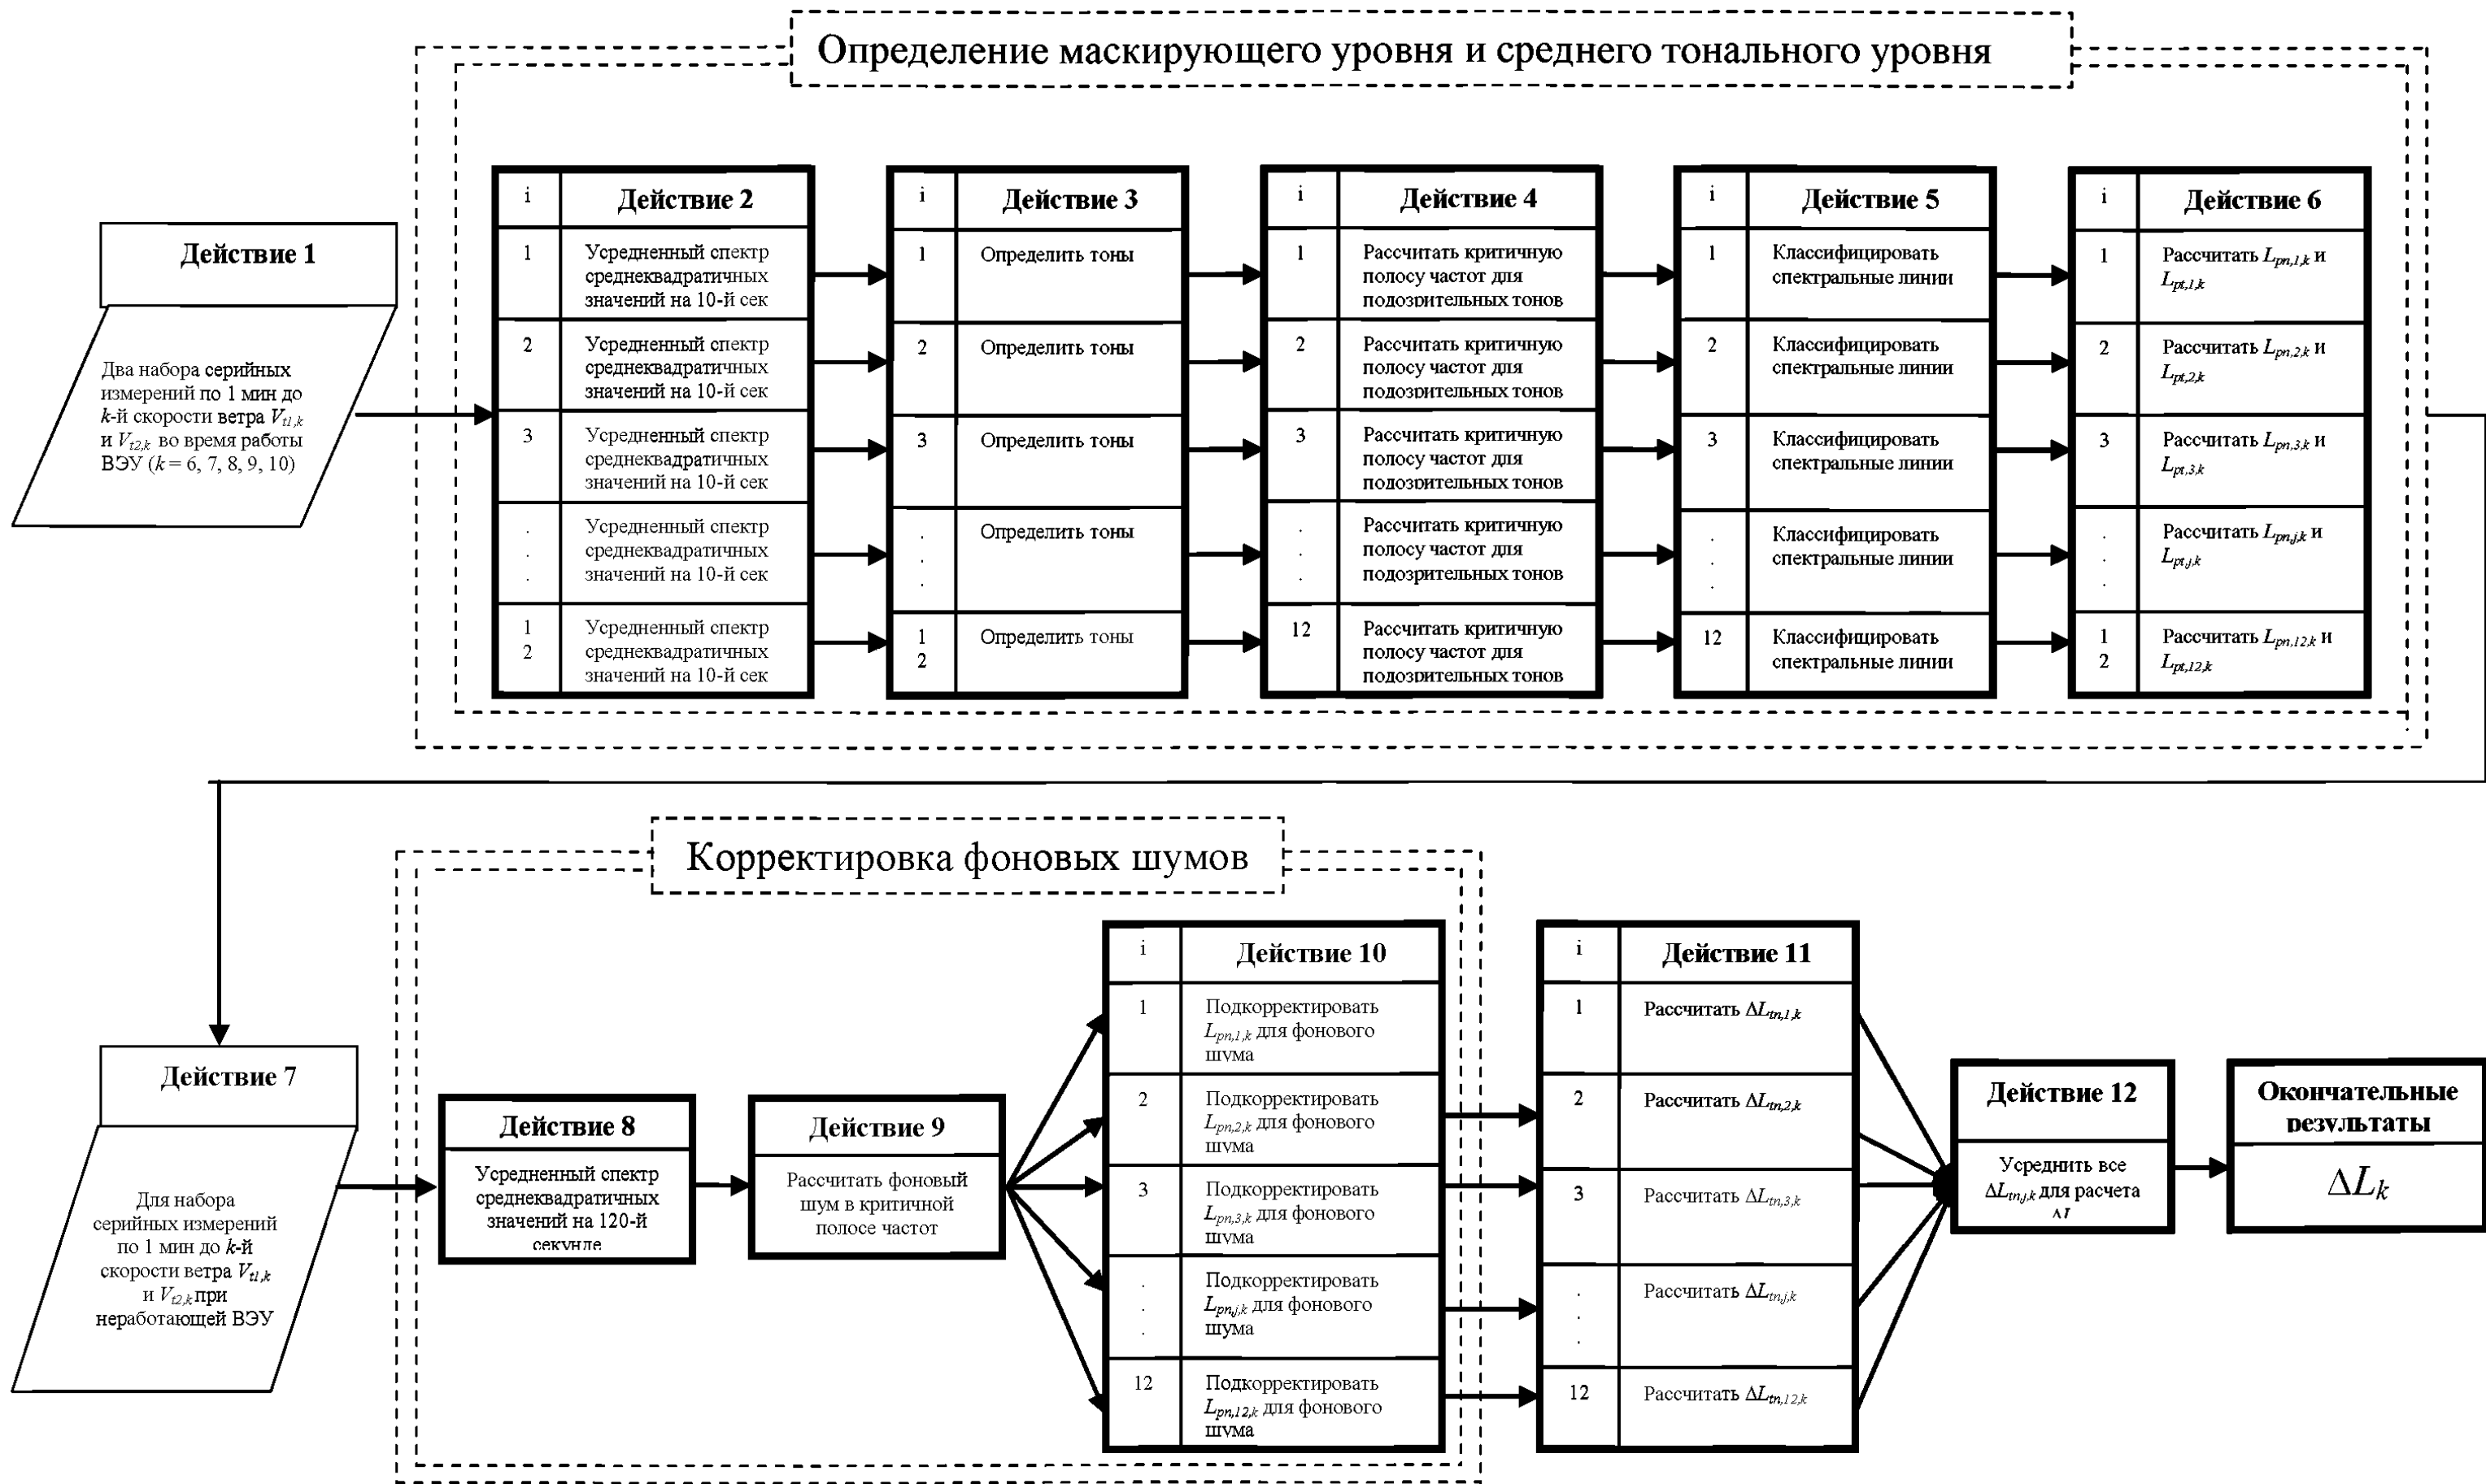 Определение маскирующего уровня и среднего тонального уровня
Действие 1
Два набора серийных
измерений по 1 мин до
k-й скорости ветра Vt1,k
и Vt2,k во время работы
ВЭУ (k = 6, 7, 8, 9, 10)
i Действие 2
1 Усредненный спектр
среднеквадратичных
значений на 10-й сек
2 Усредненный спектр
среднеквадратичных
значений на 10-й сек
3 Усредненный спектр
среднеквадратичных
значений на 10-й сек
. Усредненный спектр
. среднеквадратичных
. значений на 10-й сек
1 Усредненный спектр
2 среднеквадратичных
значений на 10-й сек
i Действие 3
1 Определить тоны
2 Определить тоны
3 Определить тоны
. Определить тоны
.
.
1 Определить тоны
2
i Действие 4
1 Рассчитать критичную
полосу частот для
подозрительных тонов
2 Рассчитать критичную
полосу частот для
подозрительных тонов
3 Рассчитать критичную
полосу частот для
подозрительных тонов
. Рассчитать критичную
. полосу частот для
. подозрительных тонов
12 Рассчитать критичную
полосу частот для
подозрительных тонов
i Действие 5
1 Классифицировать
спектральные линии
2 Классифицировать
спектральные линии
3 Классифицировать
спектральные линии
. Классифицировать
. спектральные линии
.
12 Классифицировать
спектральные линии
i Действие 6
1 Рассчитать Lpn,1,k и
Lpt,1,k
2 Рассчитать Lpn,2,k и
Lpt,2,k
3 Рассчитать Lpn,3,k и
Lpt,3,k
. Рассчитать Lpn,j,k и
. Lpt,j,k
.
1 Рассчитать Lpn,12,k и
2 Lpt,12,k
Корректировка фоновых шумов
Действие 7
Для набора
серийных измерений
по 1 мин до k-й
скорости ветра Vt1,k
и Vt2,k при
неработающей ВЭУ
Действие 8
Усредненный спектр
среднеквадратичных
значений на 120-й
секунде
Действие 9
Рассчитать фоновый
шум в критичной
полосе частот
i Действие 10
1 Подкорректировать
Lpn,1,k для фонового
шума
2 Подкорректировать
Lpn,2,k для фонового
шума
3 Подкорректировать
Lpn,3,k для фонового
шума
. Подкорректировать
. Lpn,j,k для фонового
. шума
12 Подкорректировать
Lpn,12,k для фонового
шума
i Действие 11
1 Рассчитать ΔLtn,1,k
2 Рассчитать ΔLtn,2,k
3 Рассчитать ΔLtn,3,k
. Рассчитать ΔLtn,j,k
.
.
12 Рассчитать ΔLtn,12,k
Действие 12
Усреднить все
ΔLtn,j,k для расчета
Окончательные
результаты
ΔLk